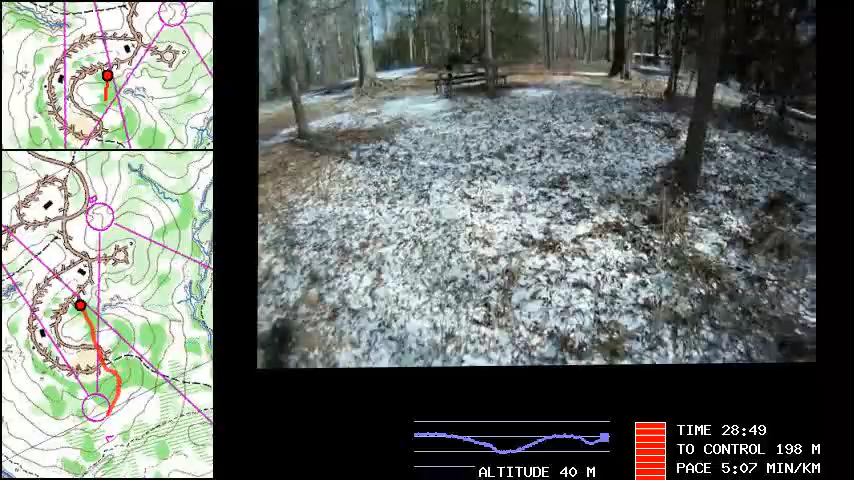 TIME 28:49
TO CONTROL 198 M
ALTITUDE 40 M
PACE 5:07 MIN/KM